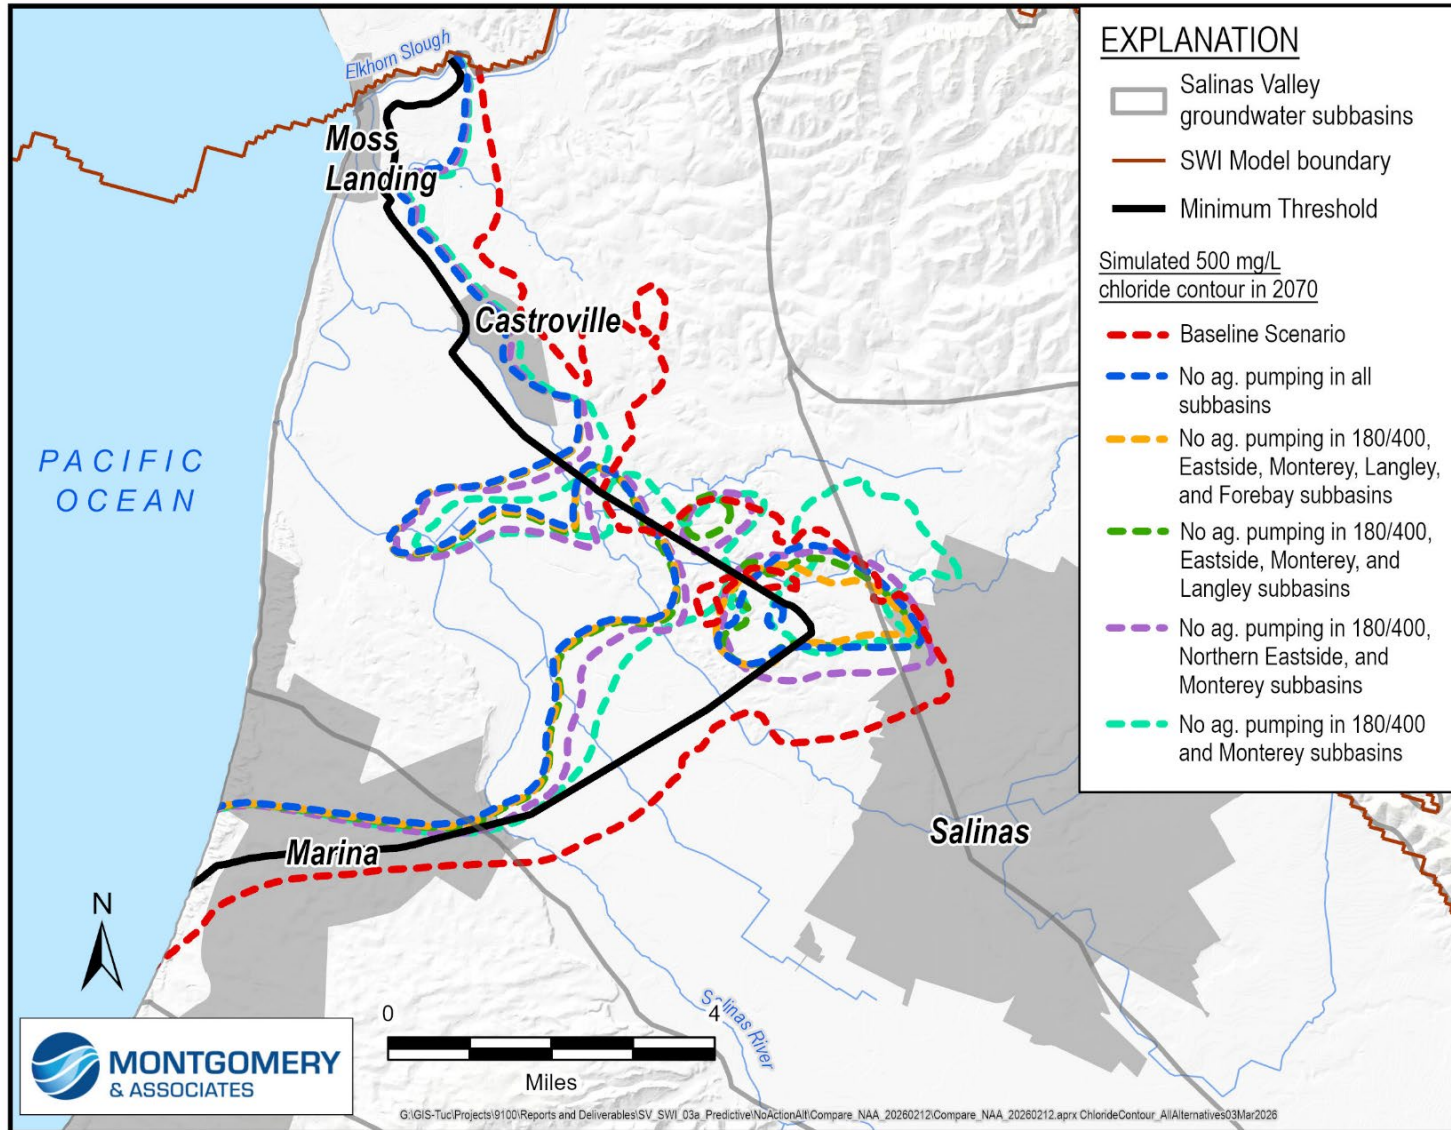 Elkhorn Slough
Moss
Landing
Castroville
PACIFIC
OCEAN
Marina
Salinas
Salinas River
N
0 4
Miles
MONTGOMERY
& ASSOCIATES
G:\GIS-Tuc\Projects\9100\Reports and Deliverables\SV_SWI_03a_Predictive\NoActionAlt\Compare_NAA_20260212\Compare_NAA_20260212.aprx ChlorideContour_AllAlternatives03Mar2026
EXPLANATION
Salinas Valley
groundwater subbasins
SWI Model boundary
Minimum Threshold
Simulated 500 mg/L
chloride contour in 2070
Baseline Scenario
No ag. pumping in all
subbasins
No ag. pumping in 180/400,
Eastside, Monterey, Langley,
and Forebay subbasins
No ag. pumping in 180/400,
Eastside, Monterey, and
Langley subbasins
No ag. pumping in 180/400,
Northern Eastside, and
Monterey subbasins
No ag. pumping in 180/400
and Monterey subbasins